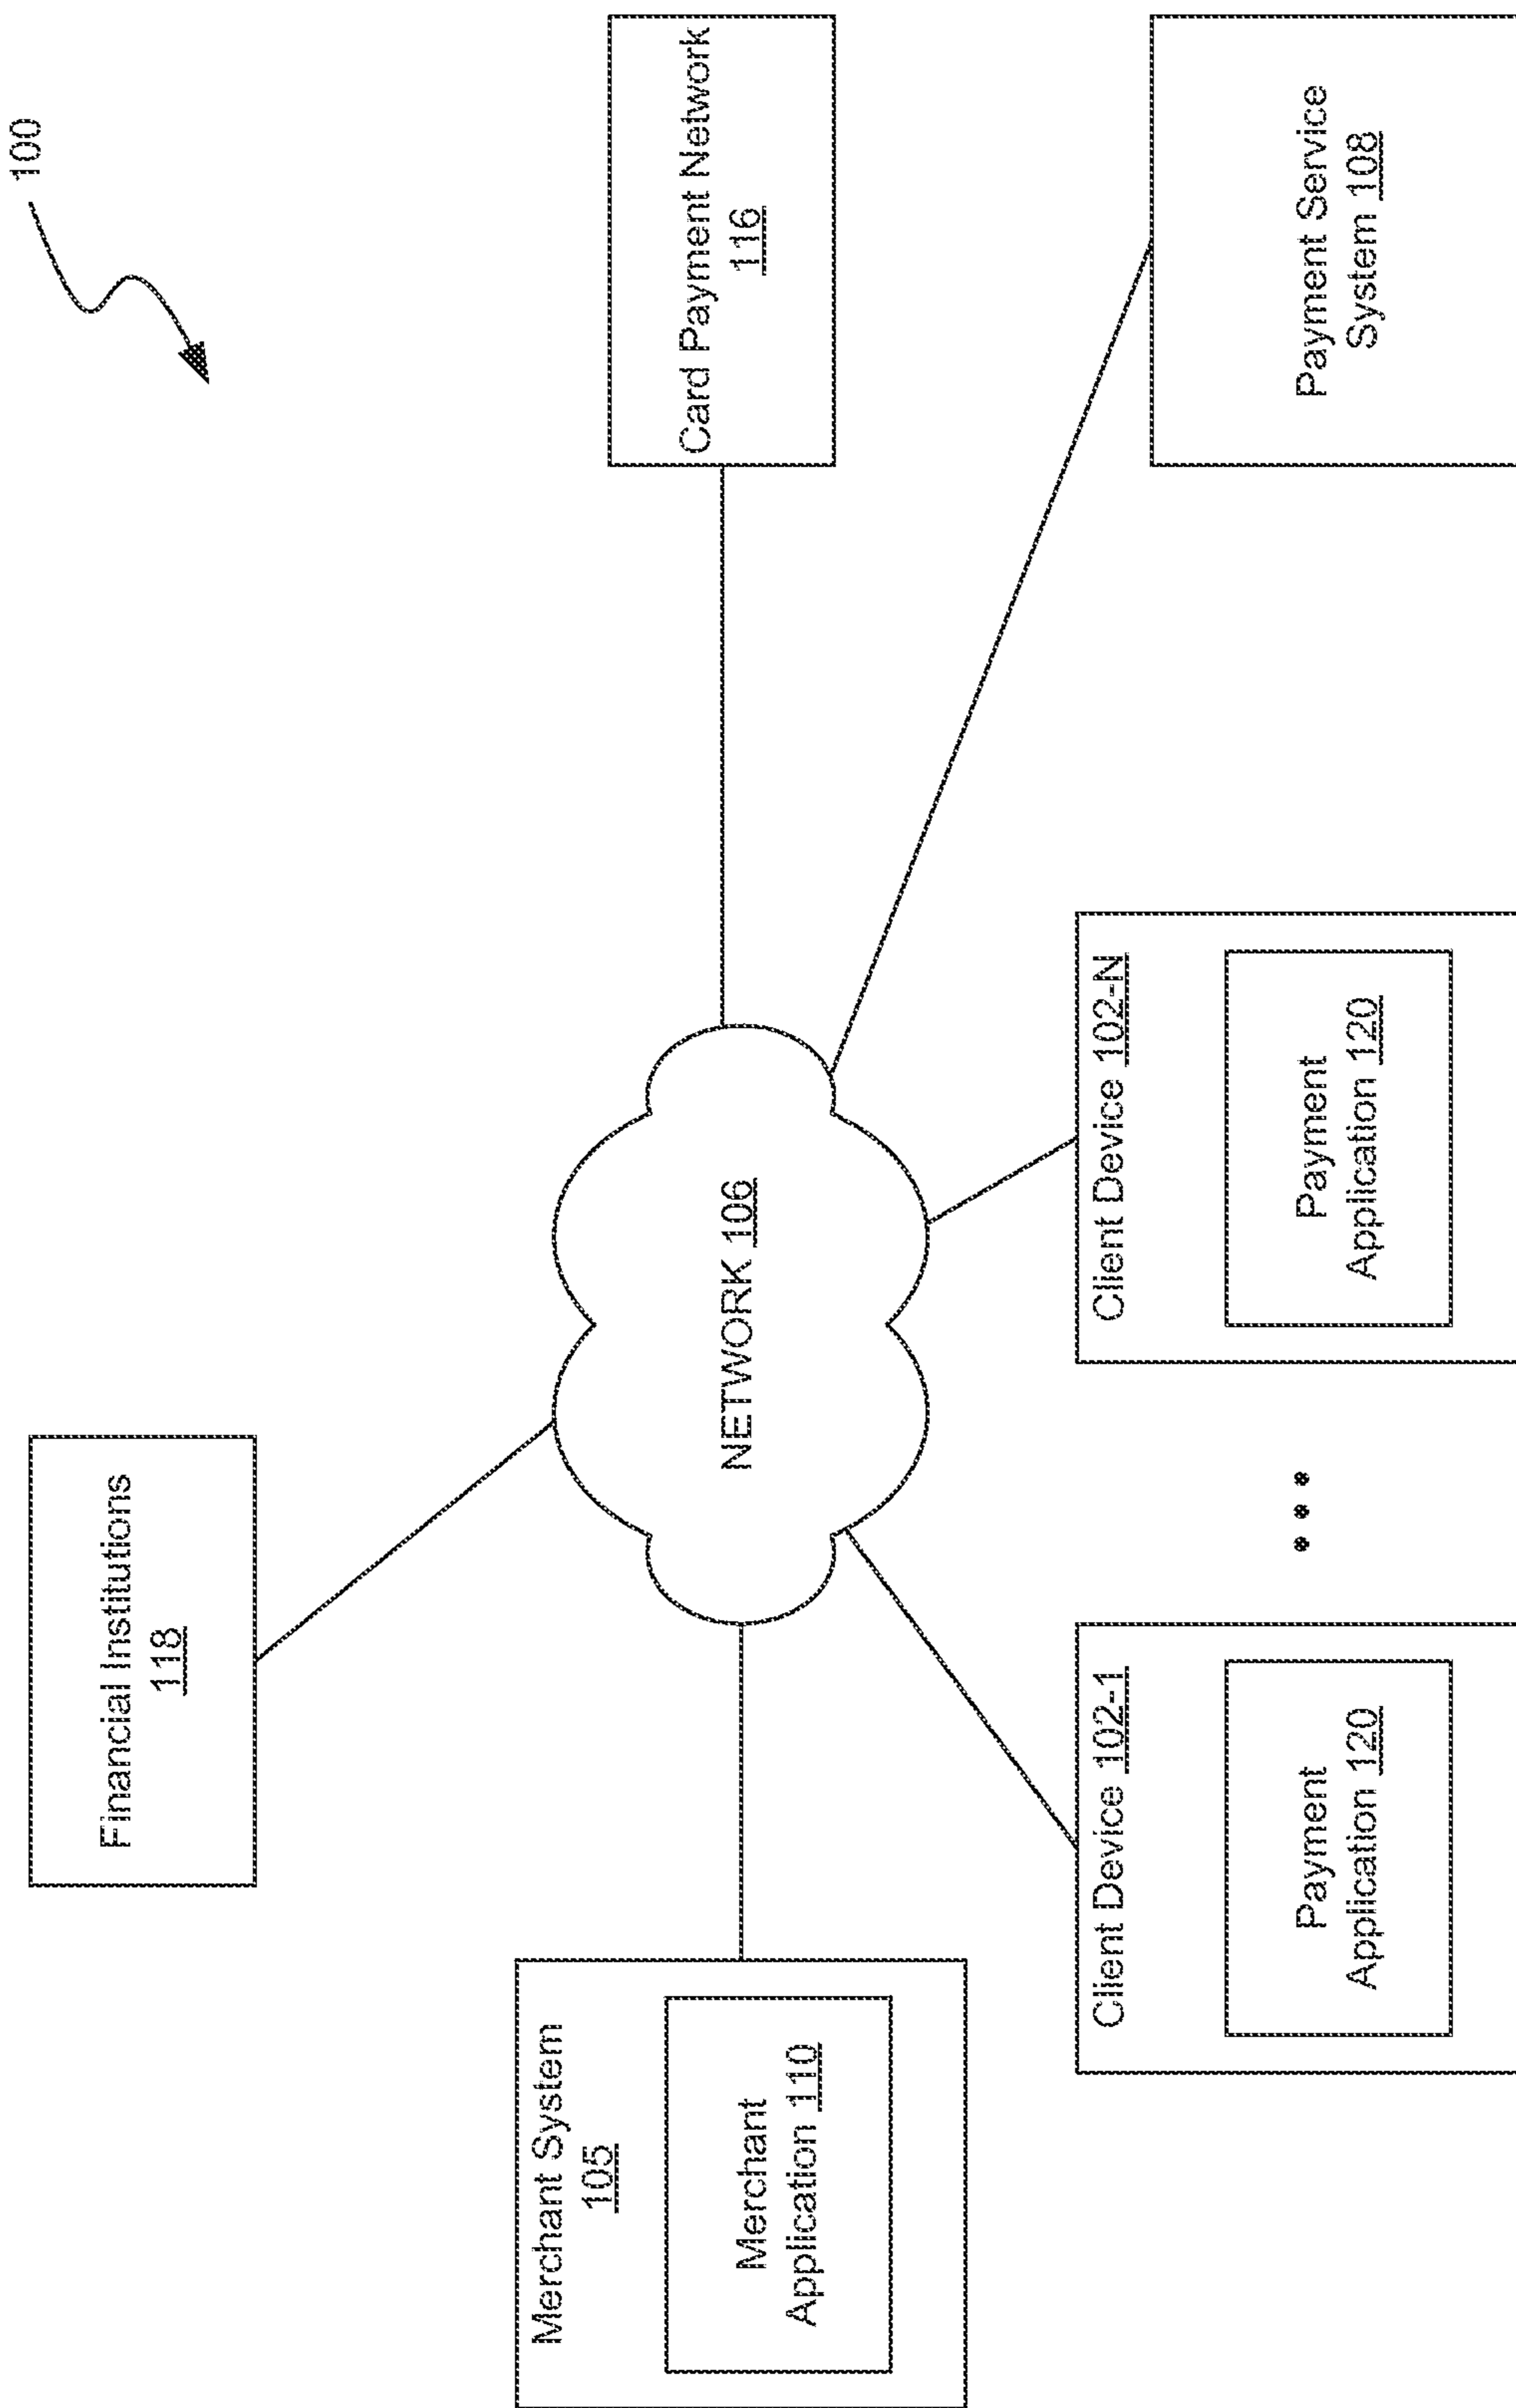 100
Financial Institutions
118
Merchant System
105
Merchant
Application 110
NETWORK 106
Card Payment Network
116
Client Device 102-1
Payment
Application 120
Client Device 102-N
Payment
Application 120
Payment Service
System 108